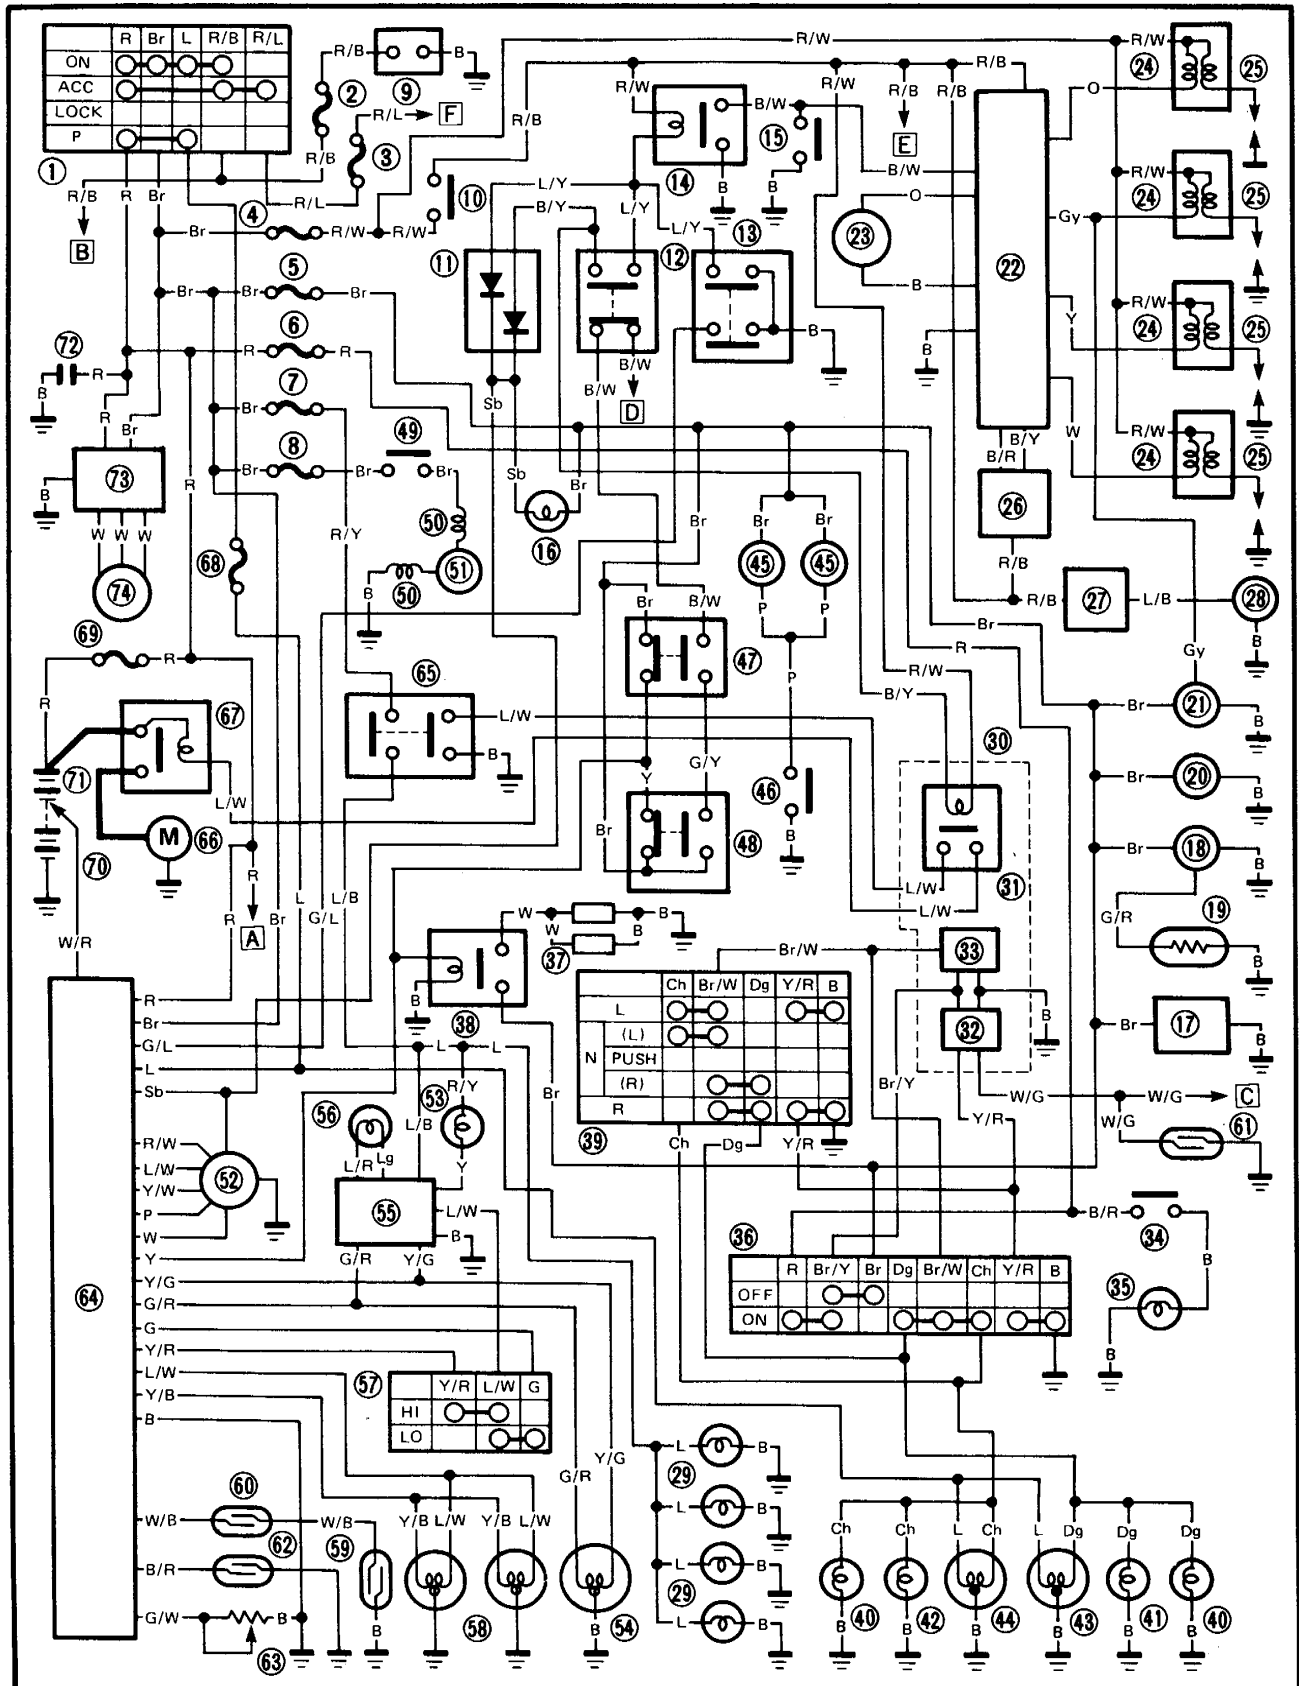 R Br L R/B R/L
ON
ACC
LOCK
P
1
R/B
B
R
Br
L
R/B
2
R/B
9
B
R/L
F
3
R/L
4
Br
R/W
R/W
10
R/B
R/W
R/B
R/W
14
B/W
15
B
B
R/W
R/B
E
R/B
B/W
O
23
B
B
22
R/B
O
Gy
Y
W
R/W
24
25
R/W
24
25
R/W
24
25
R/W
24
25
5
Br
Br
6
R
R
7
Br
8
Br
Br
49
Br
50
50
51
B
R/Y
72
R
B
R
Br
73
B
W W W
74
R
68
11
L/Y
B/Y
L/Y
L/Y
12
13
B
B/W
B/W
D
Sb
Sb
16
Br
Br
Br
Br
45
45
P
P
P
46
B
B/R
B/Y
26
R/B
R/B
27
L/B
28
B
Gy
Br
R
R/W
B/Y
69
R
R
67
71
L/W
M
66
70
R
R
A
W/R
65
L/W
B
Br
B/W
47
Y
G/Y
Br
48
30
31
L/W
L/W
Br
21
B
Br
20
B
Br
18
B
G/R
19
B
Br
17
B
L
G/L
L/B
Br
W
W
37
B
B
B
38
Br
Br/W
33
32
B
Br/Y
W/G
W/G
C
W/G
61
B
Y/R
Ch Br/W Dg Y/R B
L
N
(L)
PUSH
(R)
R
39
Ch
Dg
Y/R
64
R
Br
G/L
L
Sb
R/W
L/W
Y/W
P
W
Y
Y/G
G/R
G
Y/R
L/W
Y/B
B
W/B
B/R
G/W
52
56
L/R
Lg
L
L
R/Y
53
L/B
Y
55
L/W
B
G/R
Y/G
B/R
34
B
35
B
36
R Br/Y Br Dg Br/W Ch Y/R B
OFF
ON
57
Y/R L/W G
HI
LO
G/R
Y/G
60
W/B
59
62
B
63
B
Y/B
L/W
Y/B
L/W
58
B
54
L
B
29
L
B
L
B
29
L
B
Ch
Ch
L
Ch
L
Dg
Dg
Dg
B
40
B
42
B
44
B
43
B
41
B
40